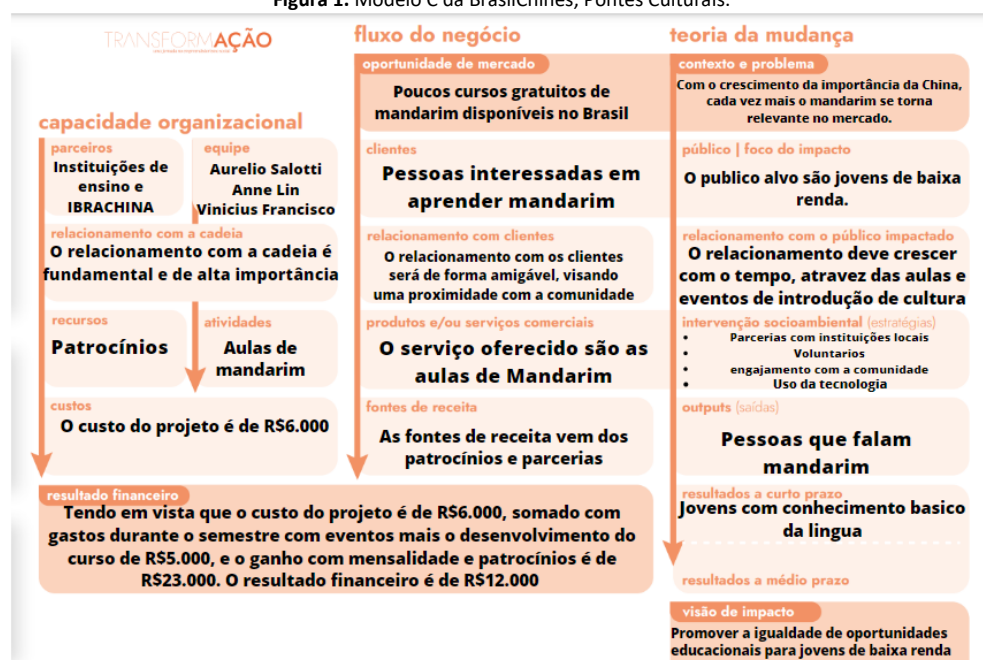 Figura 1. Modelo C da BrasilChines, Pontes Culturais.
TRANSFORMAÇÃO
capacidade organizacional
parceiros
Instituições de
ensino e
IBRACHINA
equipe
Aurelio Salotti
Anne Lin
Vinicius Francisco
relacionamento com a cadeia
O relacionamento com a cadeia é
fundamental e de alta importância
recursos
Patrocínios
atividades
Aulas de
mandarim
custos
O custo do projeto é de R$6.000
fluxo do negócio
oportunidade de mercado
Poucos cursos gratuitos de
mandarim disponíveis no Brasil
clientes
Pessoas interessadas em
aprender mandarim
relacionamento com clientes
O relacionamento com os clientes
será de forma amigável, visando
uma proximidade com a comunidade
produtos e/ou serviços comerciais
O serviço oferecido são as
aulas de Mandarim
fontes de receita
As fontes de receita vem dos
patrocínios e parcerias
resultado financeiro
Tendo em vista que o custo do projeto é de R$6.000, somado com
gastos durante o semestre com eventos mais o desenvolvimento do
curso de R$5.000, e o ganho com mensalidade e patrocínios é de
R$23.000. O resultado financeiro é de R$12.000
teoria da mudança
contexto e problema
Com o crescimento da importância da China,
cada vez mais o mandarim se torna
relevante no mercado.
público | foco do impacto
O publico alvo são jovens de baixa
renda.
relacionamento com o público impactado
O relacionamento deve crescer
com o tempo, atravez das aulas e
eventos de introdução de cultura
intervenção socioambiental (estratégias)
• Parcerias com instituições locais
• Voluntarios
• engajamento com a comunidade
• Uso da tecnologia
outputs (saídas)
Pessoas que falam
mandarim
resultados a curto prazo
Jovens com conhecimento basico
da lingua
resultados a médio prazo
visão de impacto
Promover a igualdade de oportunidades
educacionais para jovens de baixa renda